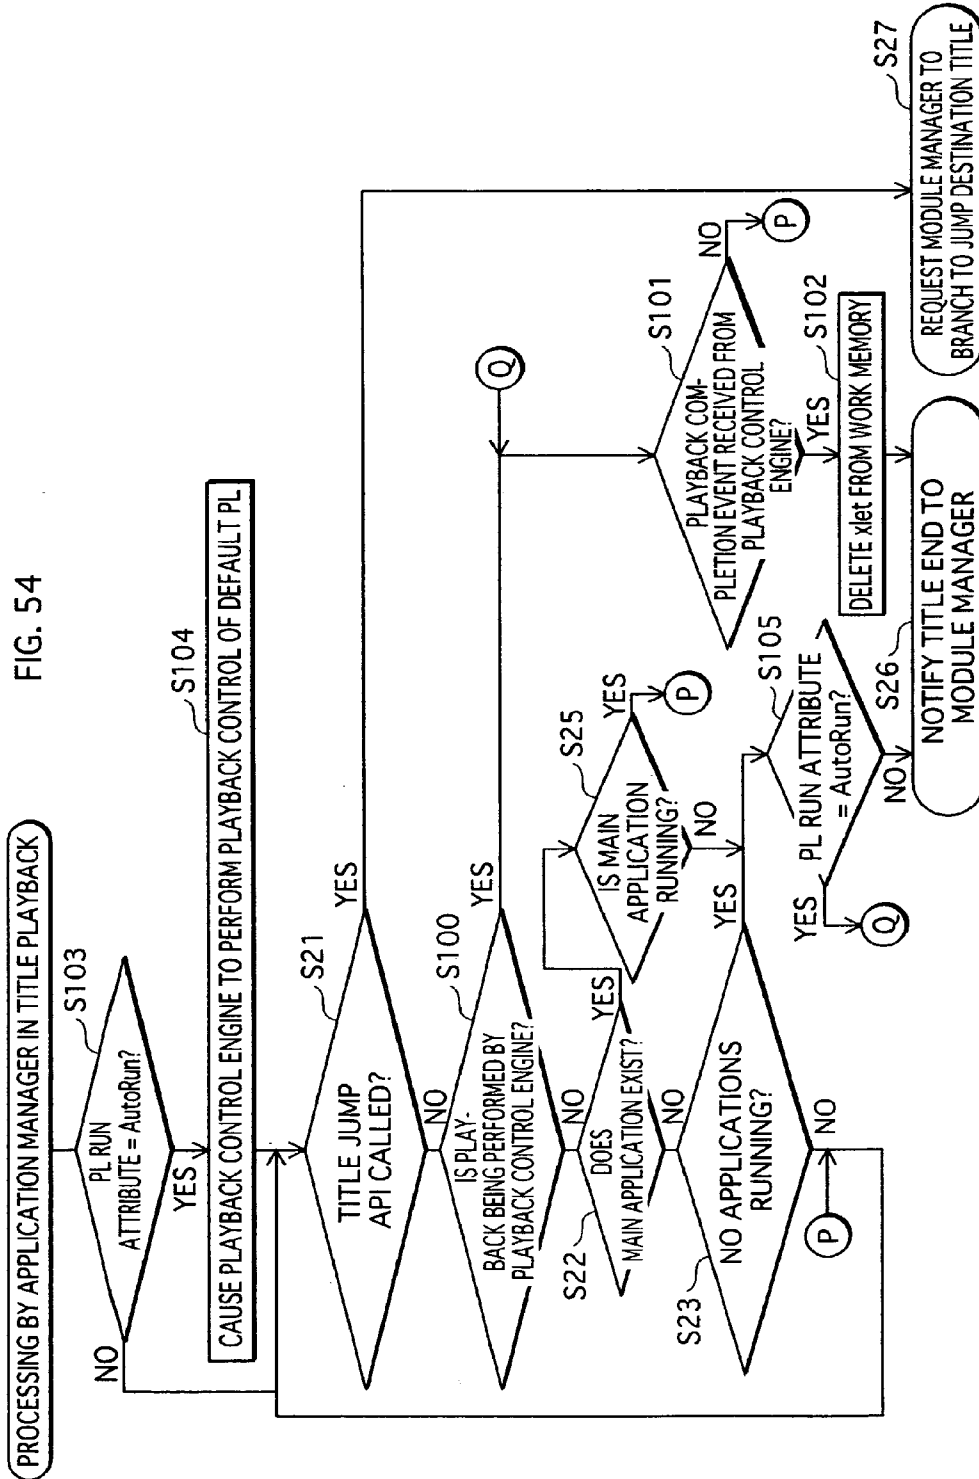 FIG. 54
PROCESSING BY APPLICATION MANAGER IN TITLE PLAYBACK
S103
PL RUN
ATTRIBUTE = AutoRun?
NO
YES
S104
CAUSE PLAYBACK CONTROL ENGINE TO PERFORM PLAYBACK CONTROL OF DEFAULT PL
S21
TITLE JUMP
API CALLED?
YES
NO
S100
IS PLAY-
BACK BEING PERFORMED BY
PLAYBACK CONTROL ENGINE?
YES
NO
S22
DOES
MAIN APPLICATION EXIST?
YES
NO
S25
IS MAIN
APPLICATION
RUNNING?
YES
P
NO
S23
NO APPLICATIONS
RUNNING?
YES
NO
P
Q
S101
PLAYBACK COM-
PLETION EVENT RECEIVED FROM
PLAYBACK CONTROL
ENGINE?
NO
P
YES
S102
DELETE xlet FROM WORK MEMORY
S105
PL RUN ATTRIBUTE
= AutoRun?
YES
Q
NO
S26
NOTIFY TITLE END TO
MODULE MANAGER
S27
REQUEST MODULE MANAGER TO
BRANCH TO JUMP DESTINATION TITLE